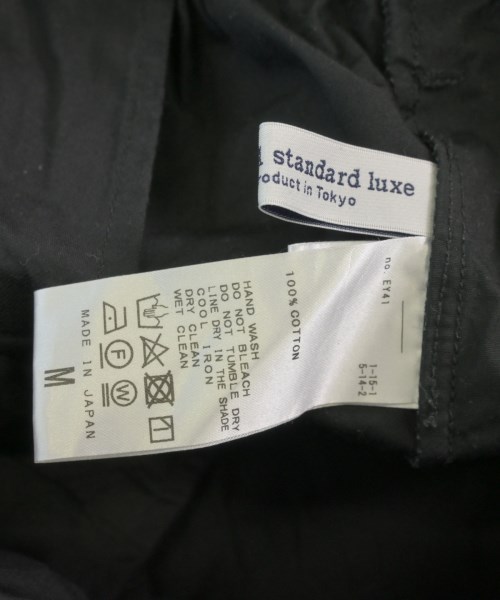 standard luxe
oduct in Tokyo
no. EY41
1-15-1
5-14-2
100% COTTON
HAND WASH
DO NOT BLEACH
DO NOT TUMBLE DRY
LINE DRY IN THE SHADE
COOL IRON
DRY CLEAN
WET CLEAN
F W
MADE IN JAPAN
M